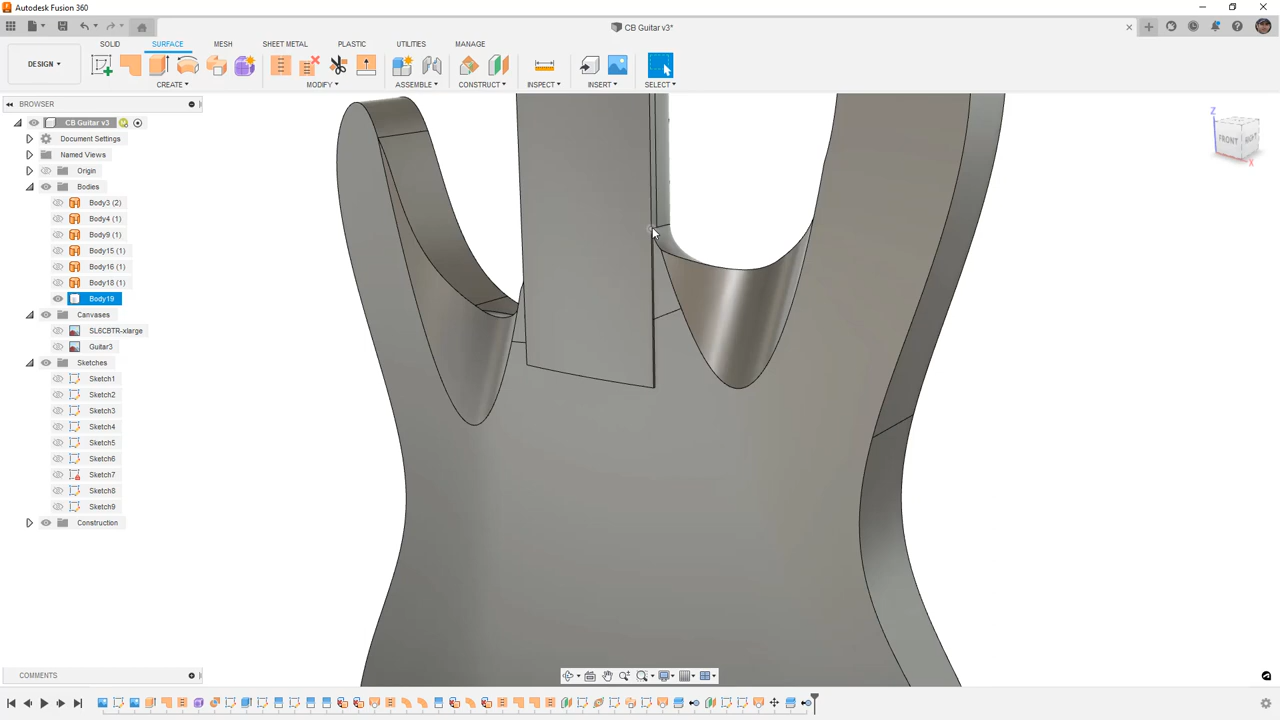 Autodesk Fusion 360
CB Guitar v3*
DESIGN
SOLID
SURFACE
MESH
SHEET METAL
PLASTIC
UTILITIES
MANAGE
CREATE
MODIFY
ASSEMBLE
CONSTRUCT
INSPECT
INSERT
SELECT
BROWSER
CB Guitar v3
Document Settings
Named Views
Origin
Bodies
Body3 (2)
Body4 (1)
Body9 (1)
Body15 (1)
Body16 (1)
Body18 (1)
Body19
Canvases
SL6CBTR-xlarge
Guitar3
Sketches
Sketch1
Sketch2
Sketch3
Sketch4
Sketch5
Sketch6
Sketch7
Sketch8
Sketch9
Construction
Z
FRONT
RIGHT
X
COMMENTS